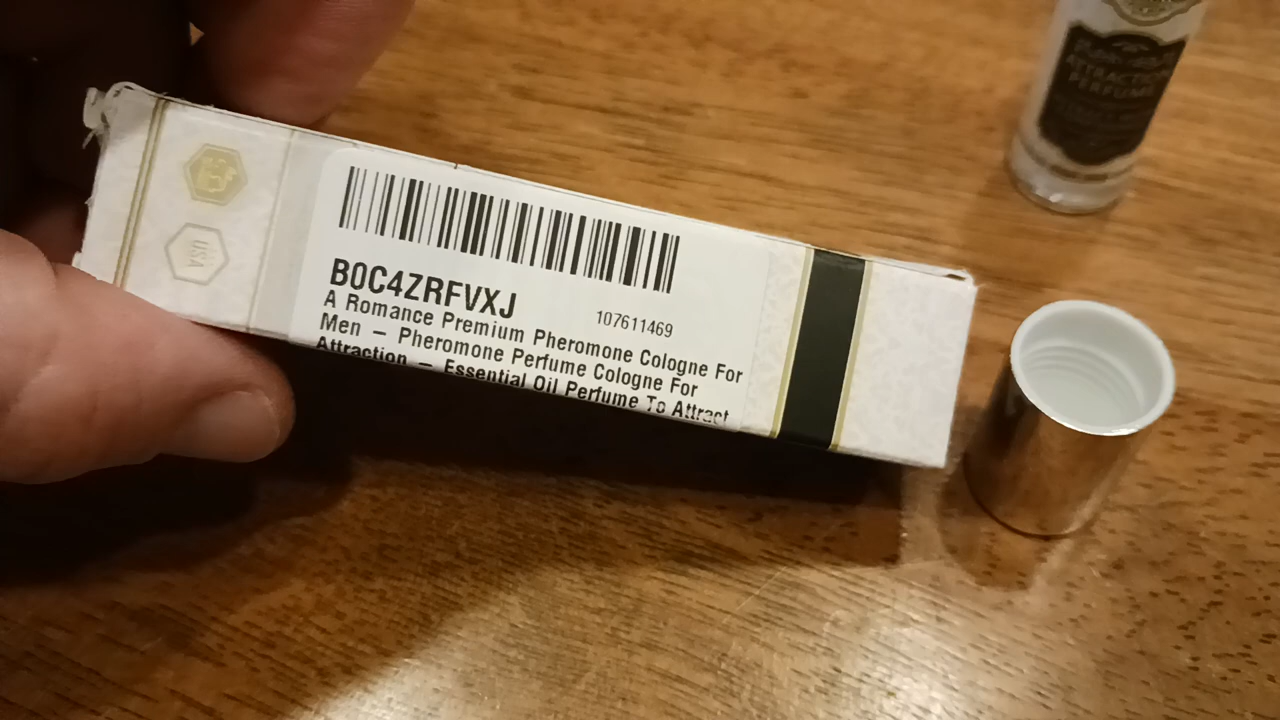 B0C4ZRFVXJ
107611469
A Romance Premium Pheromone Cologne For
Men – Pheromone Perfume Cologne For
Attraction – Essential Oil Perfume To Attract
USA
ATTRACTION
PERFUME